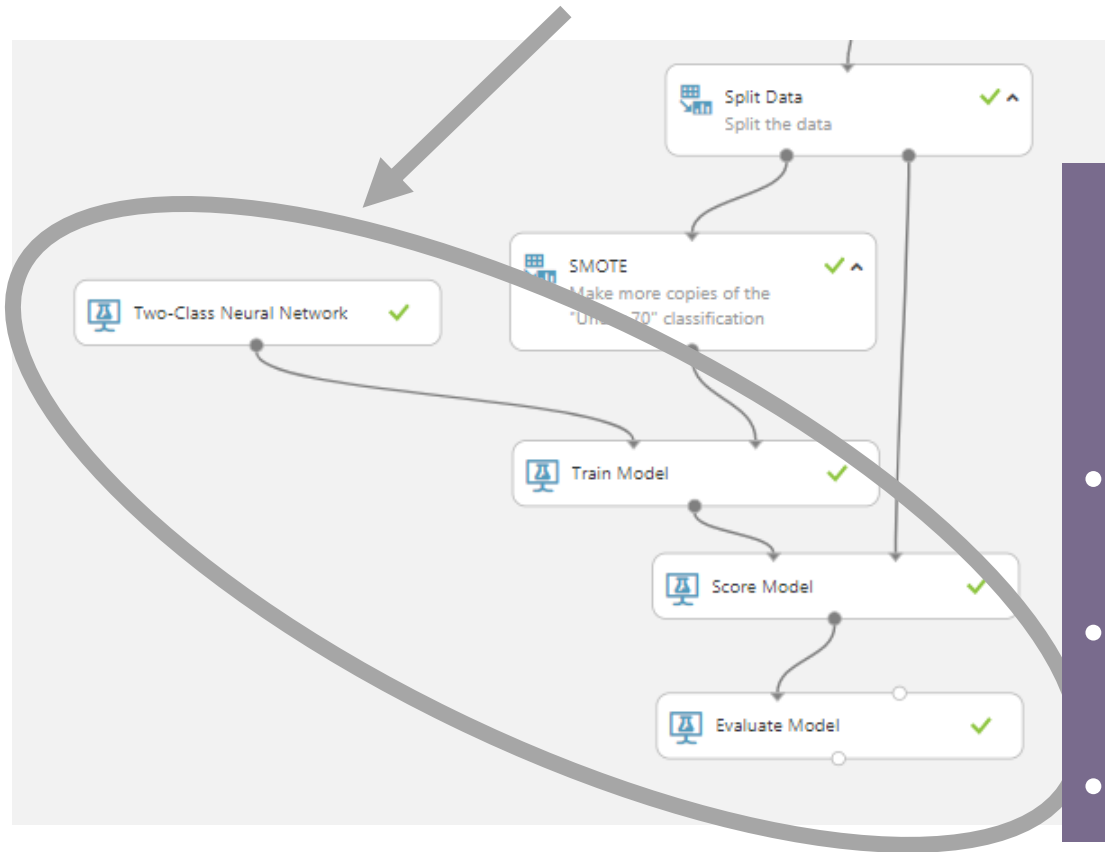 Split Data
Split the data
SMOTE
Make more copies of the
70" classification
Two-Class Neural Network
Train Model
Score Model
Evaluate Model